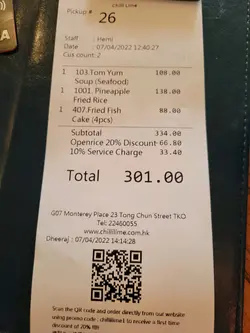 Chili Lime
Pickup # 26
Staff : Heml
Date : 07/04/2022 12:40:27
Cus count: 2
1 103.Tom Yum 108.00
Soup (Seafood)
1 1001. Pineapple 138.00
Fried Rice
1 407.Fried Fish 88.00
Cake (4pcs)
Subtotal 334.00
Openrice 20% Discount-66.80
10% Service Charge 33.40
Total 301.00
G07 Monterey Place 23 Tong Chun Street TKO
Tel: 22460055
www.chilllime.com.hk
Dheeraj : 07/04/2022 14:14:28
Scan the QR code and order directly from our website
using promo code : chillilime1 to receive a first time
discount of 20%